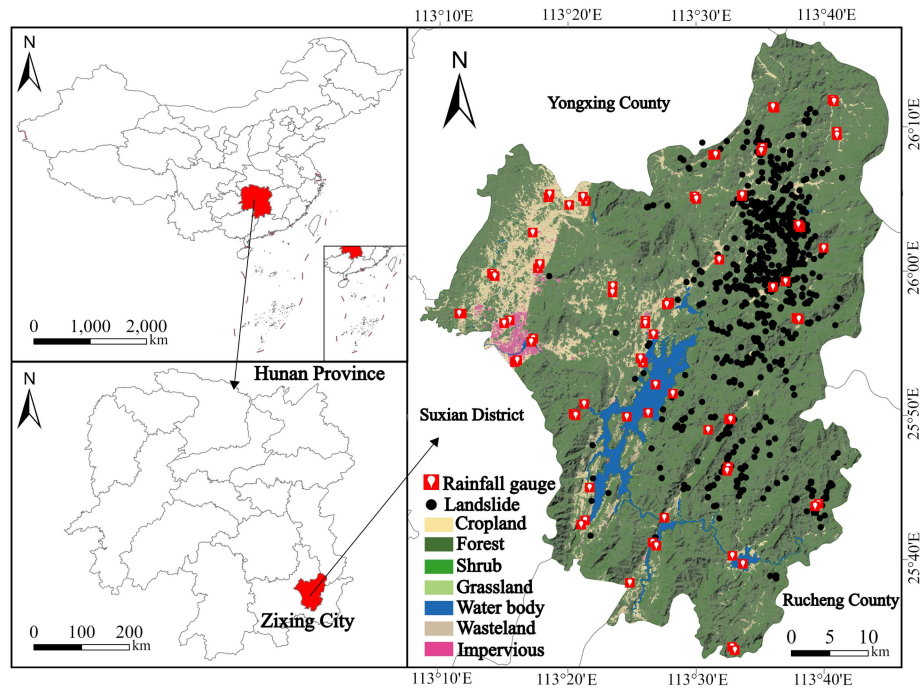 113°10'E 113°20'E 113°30'E 113°40'E
N
0 1,000 2,000
km
Hunan Province
N
Zixing City
0 100 200
km
N
Yongxing County
Suxian District
Rucheng County
Rainfall gauge
Landslide
Cropland
Forest
Shrub
Grassland
Water body
Wasteland
Impervious
0 5 10
km
26°10'E
26°00'E
25°50'E
25°40'E
113°10'E 113°20'E 113°30'E 113°40'E